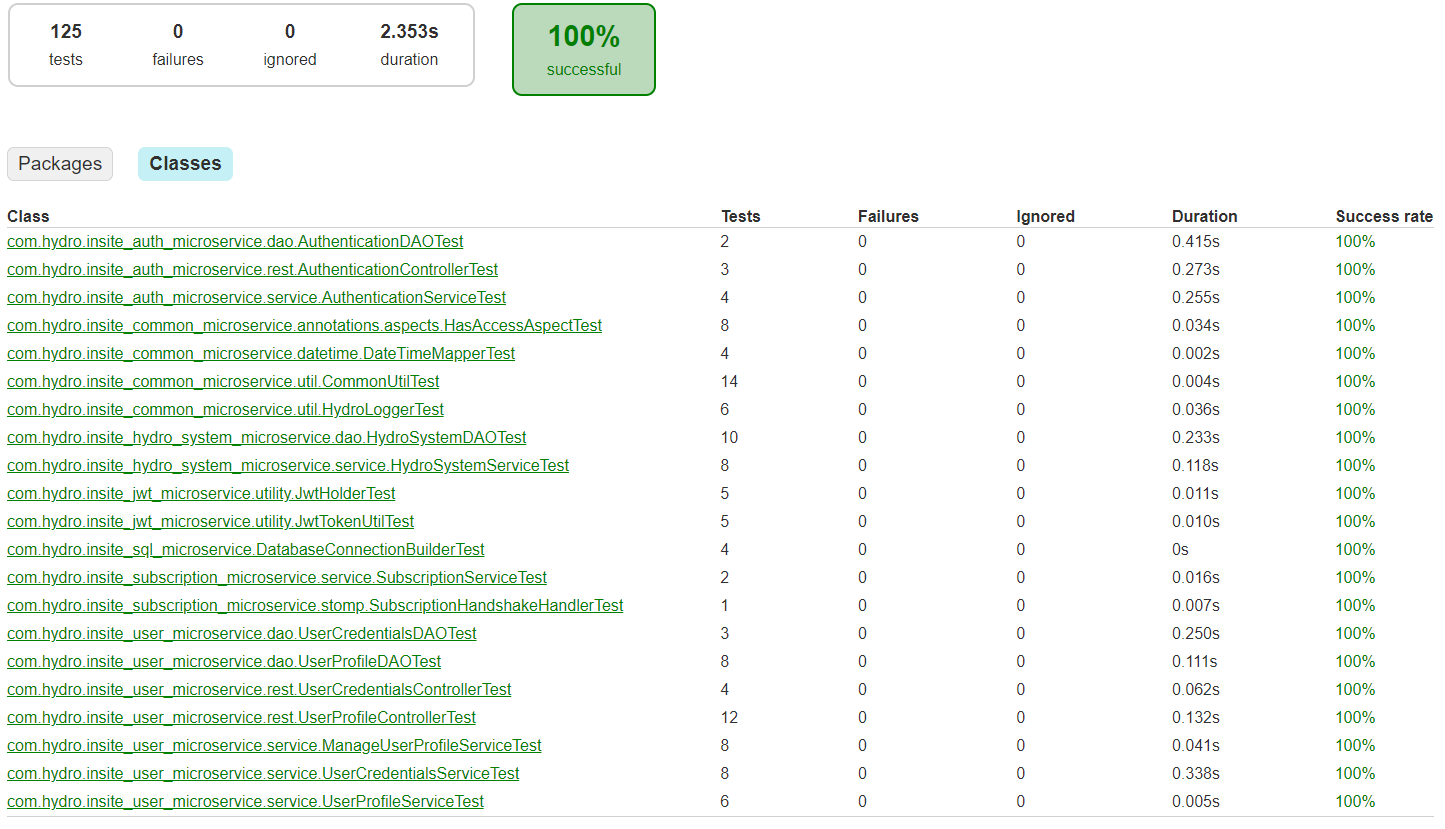 125 0 0 2.353s
tests failures ignored duration
100%
successful
Packages Classes
Class Tests Failures Ignored Duration Success rate
com.hydro.insite_auth_microservice.dao.AuthenticationDAOTest 2 0 0 0.415s 100%
com.hydro.insite_auth_microservice.rest.AuthenticationControllerTest 3 0 0 0.273s 100%
com.hydro.insite_auth_microservice.service.AuthenticationServiceTest 4 0 0 0.255s 100%
com.hydro.insite_common_microservice.annotations.aspects.HasAccessAspectTest 8 0 0 0.034s 100%
com.hydro.insite_common_microservice.datetime.DateTimeMapperTest 4 0 0 0.002s 100%
com.hydro.insite_common_microservice.util.CommonUtilTest 14 0 0 0.004s 100%
com.hydro.insite_common_microservice.util.HydroLoggerTest 6 0 0 0.036s 100%
com.hydro.insite_hydro_system_microservice.dao.HydroSystemDAOTest 10 0 0 0.233s 100%
com.hydro.insite_hydro_system_microservice.service.HydroSystemServiceTest 8 0 0 0.118s 100%
com.hydro.insite_jwt_microservice.utility.JwtHolderTest 5 0 0 0.011s 100%
com.hydro.insite_jwt_microservice.utility.JwtTokenUtilTest 5 0 0 0.010s 100%
com.hydro.insite_sql_microservice.DatabaseConnectionBuilderTest 4 0 0 0s 100%
com.hydro.insite_subscription_microservice.service.SubscriptionServiceTest 2 0 0 0.016s 100%
com.hydro.insite_subscription_microservice.stomp.SubscriptionHandshakeHandlerTest 1 0 0 0.007s 100%
com.hydro.insite_user_microservice.dao.UserCredentialsDAOTest 3 0 0 0.250s 100%
com.hydro.insite_user_microservice.dao.UserProfileDAOTest 8 0 0 0.111s 100%
com.hydro.insite_user_microservice.rest.UserCredentialsControllerTest 4 0 0 0.062s 100%
com.hydro.insite_user_microservice.rest.UserProfileControllerTest 12 0 0 0.132s 100%
com.hydro.insite_user_microservice.service.ManageUserProfileServiceTest 8 0 0 0.041s 100%
com.hydro.insite_user_microservice.service.UserCredentialsServiceTest 8 0 0 0.338s 100%
com.hydro.insite_user_microservice.service.UserProfileServiceTest 6 0 0 0.005s 100%